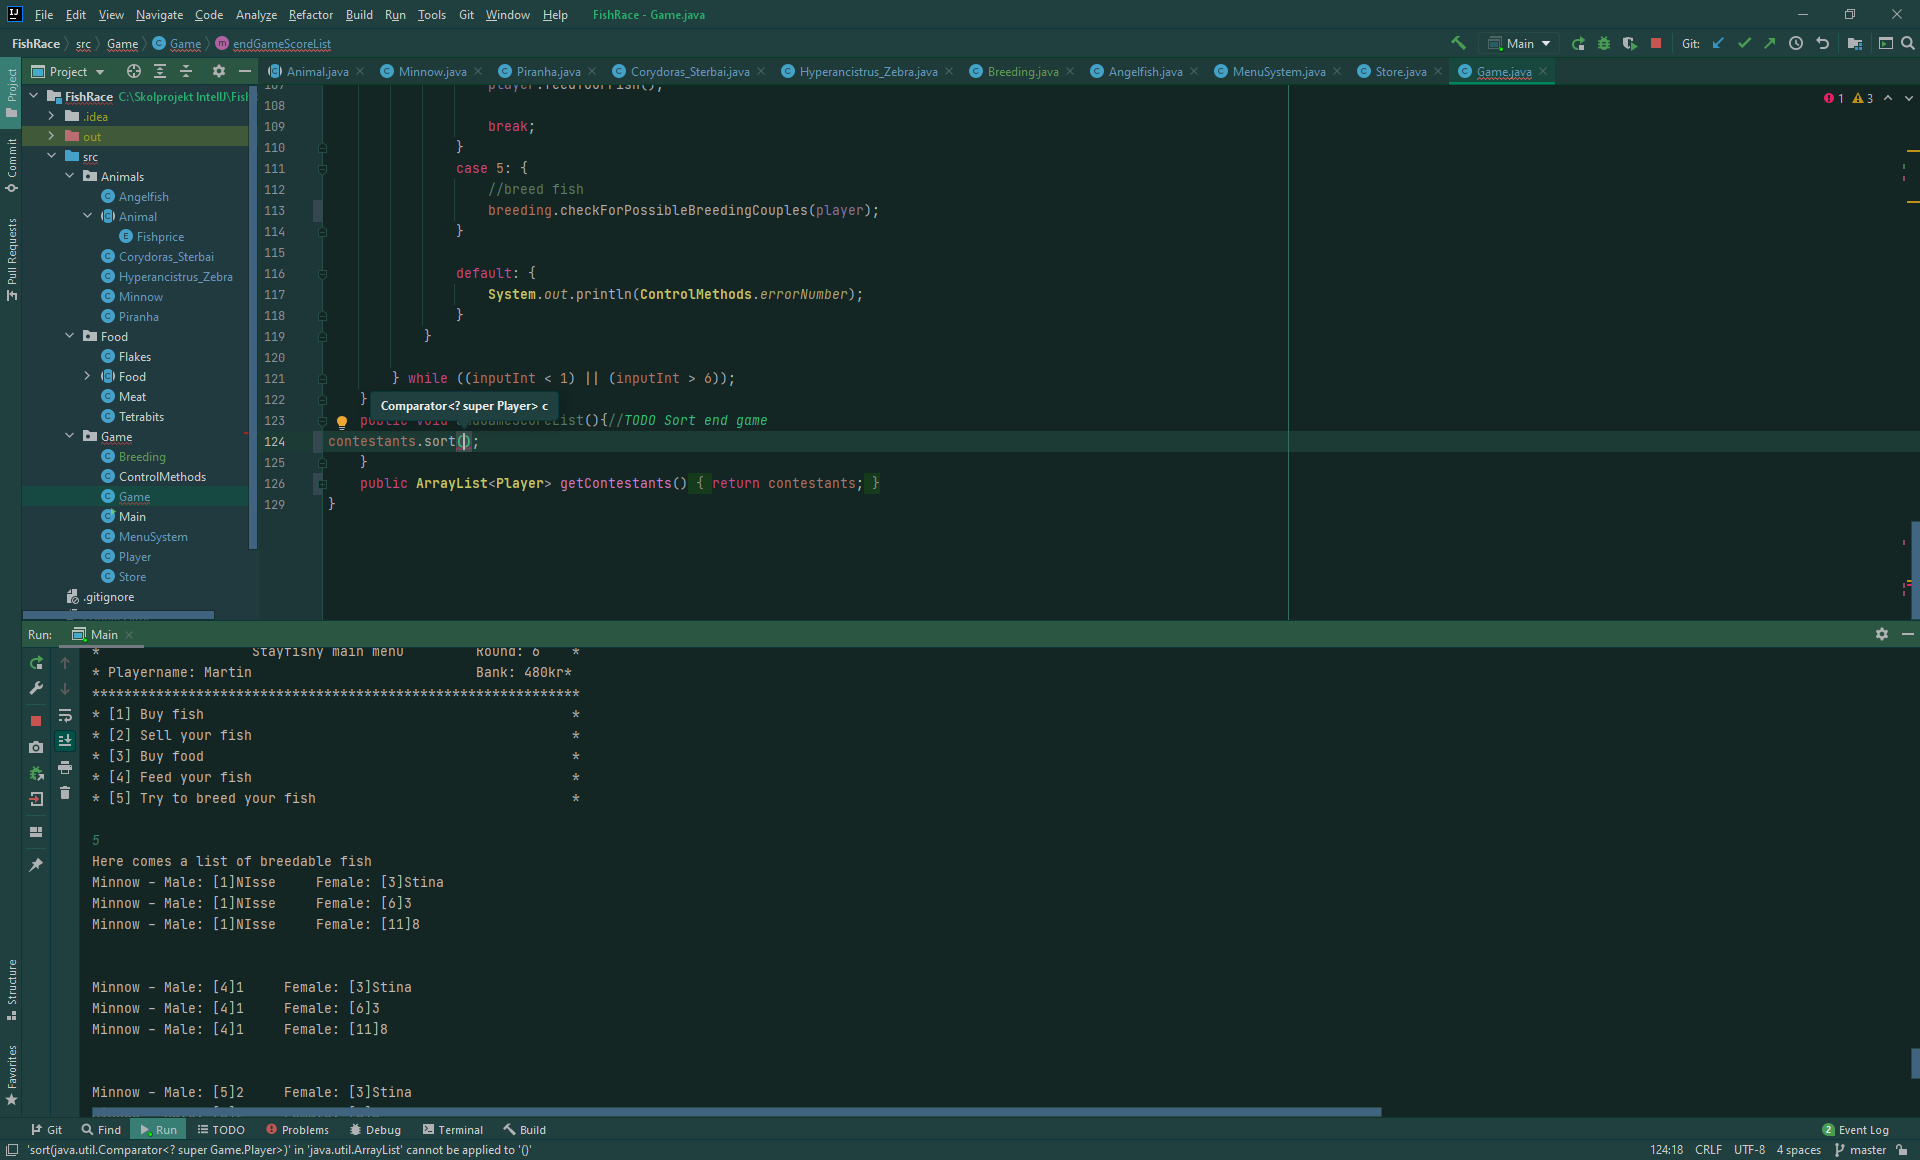 File Edit View Navigate Code Analyze Refactor Build Run Tools Git Window Help FishRace - Game.java
FishRace src Game Game endGameScoreList Main Git:
Project Animal.java Minnow.java Piranha.java Corydoras_Sterbai.java Hyperancistrus_Zebra.java Breeding.java Angelfish.java MenuSystem.java Store.java Game.java
Project
Commit
Pull Requests
Structure
Favorites
FishRace C:\Skolprojekt IntellJ\Fish
.idea
out
src
Animals
Angelfish
Animal
Fishprice
Corydoras_Sterbai
Hyperancistrus_Zebra
Minnow
Piranha
Food
Flakes
Food
Meat
Tetrabits
Game
Breeding
ControlMethods
Game
Main
MenuSystem
Player
Store
.gitignore
1 3
107 player.feedYourFish();
108
109 break;
110 }
111 case 5: {
112 //breed fish
113 breeding.checkForPossibleBreedingCouples(player);
114 }
115
116 default: {
117 System.out.println(ControlMethods.errorNumber);
118 }
119 }
120
121 } while ((inputInt < 1) || (inputInt > 6));
122 }
Comparator<? super Player> c
123 public void endGameScoreList(){//TODO Sort end game
124 contestants.sort();
125 }
126 public ArrayList<Player> getContestants() { return contestants; }
129 }
Run: Main
* Stayfishy main menu Round: 6 *
* Playername: Martin Bank: 480kr*
*************************************************************
* [1] Buy fish *
* [2] Sell your fish *
* [3] Buy food *
* [4] Feed your fish *
* [5] Try to breed your fish *
5
Here comes a list of breedable fish
Minnow - Male: [1]NIsse Female: [3]Stina
Minnow - Male: [1]NIsse Female: [6]3
Minnow - Male: [1]NIsse Female: [11]8
Minnow - Male: [4]1 Female: [3]Stina
Minnow - Male: [4]1 Female: [6]3
Minnow - Male: [4]1 Female: [11]8
Minnow - Male: [5]2 Female: [3]Stina
Git Find Run TODO Problems Debug Terminal Build 2 Event Log
'sort(java.util.Comparator<? super Game.Player>)' in 'java.util.ArrayList' cannot be applied to '()' 124:18 CRLF UTF-8 4 spaces master